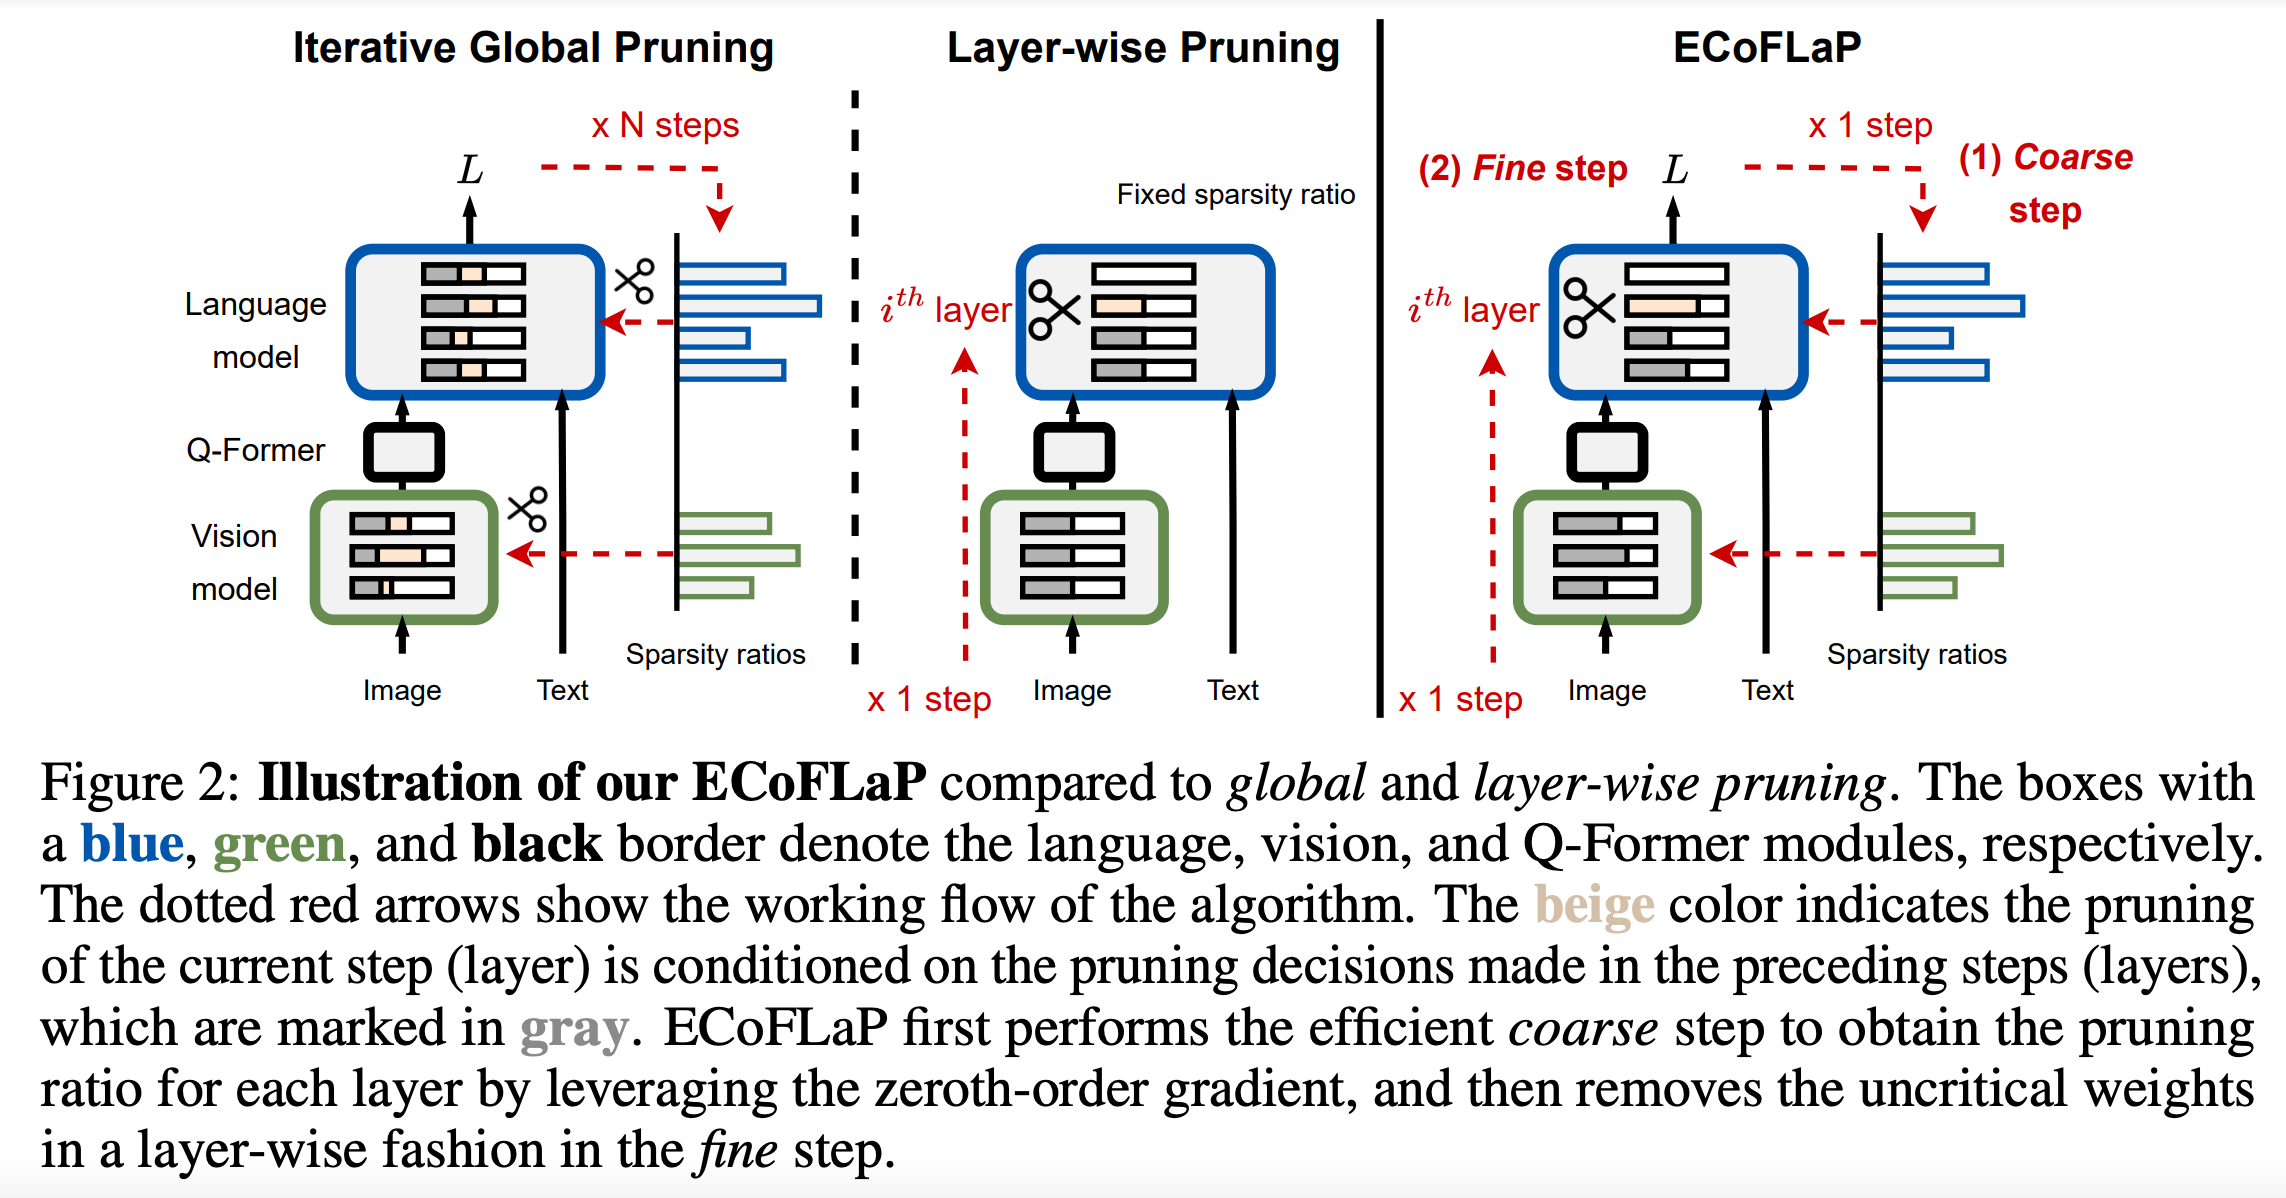 Iterative Global Pruning
x N steps
L
Language
model
Q-Former
Vision
model
Sparsity ratios
Image
Text
Layer-wise Pruning
Fixed sparsity ratio
i^th layer
x 1 step
Image
Text
ECoFLaP
x 1 step
(1) Coarse
step
(2) Fine step
L
i^th layer
Sparsity ratios
x 1 step
Image
Text
Figure 2: Illustration of our ECoFLaP compared to global and layer-wise pruning. The boxes with
a blue, green, and black border denote the language, vision, and Q-Former modules, respectively.
The dotted red arrows show the working flow of the algorithm. The beige color indicates the pruning
of the current step (layer) is conditioned on the pruning decisions made in the preceding steps (layers),
which are marked in gray. ECoFLaP first performs the efficient coarse step to obtain the pruning
ratio for each layer by leveraging the zeroth-order gradient, and then removes the uncritical weights
in a layer-wise fashion in the fine step.